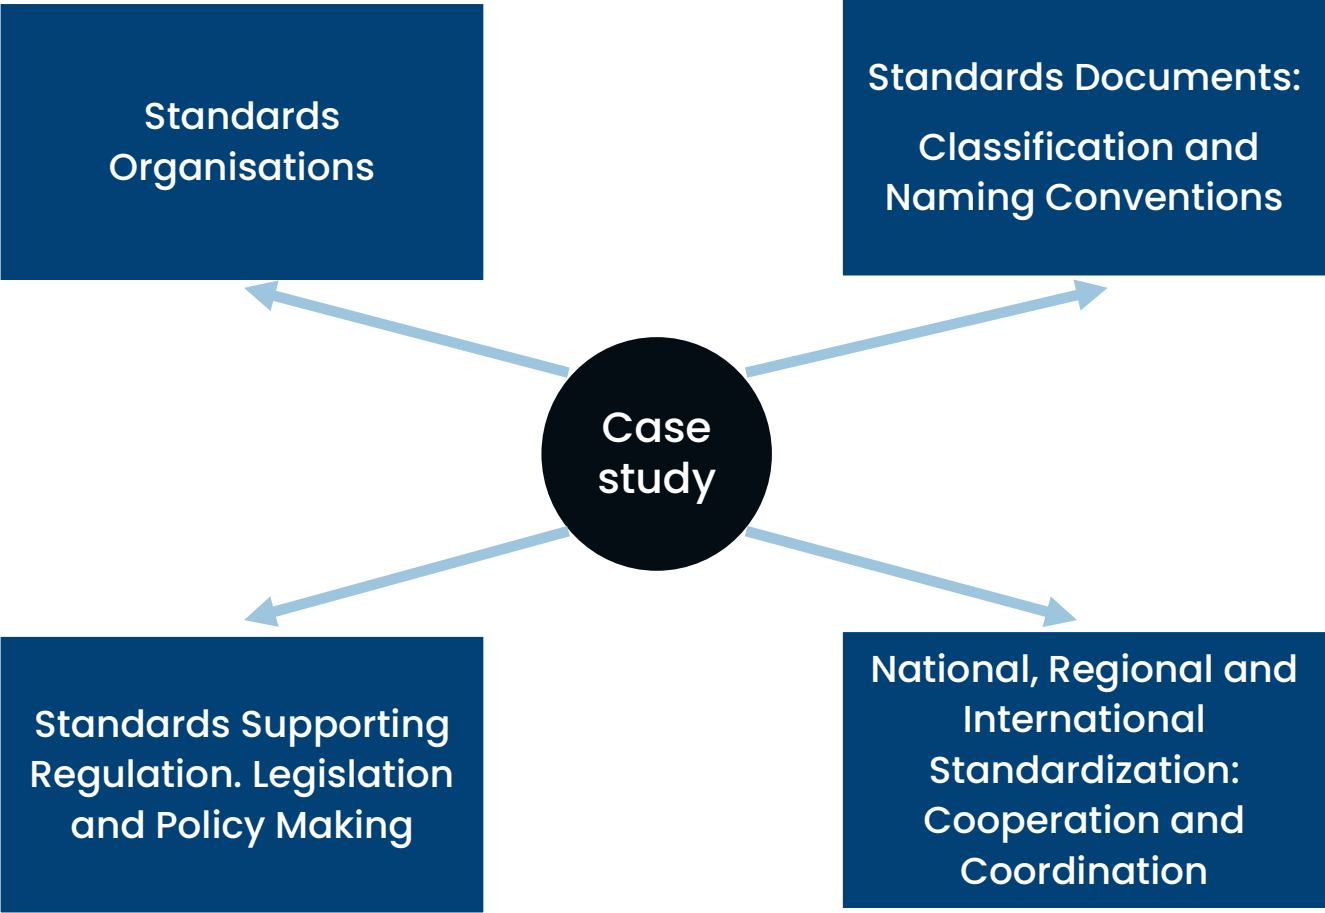 Standards
Organisations
Standards Documents:
Classification and
Naming Conventions
Case
study
Standards Supporting
Regulation. Legislation
and Policy Making
National, Regional and
International
Standardization:
Cooperation and
Coordination